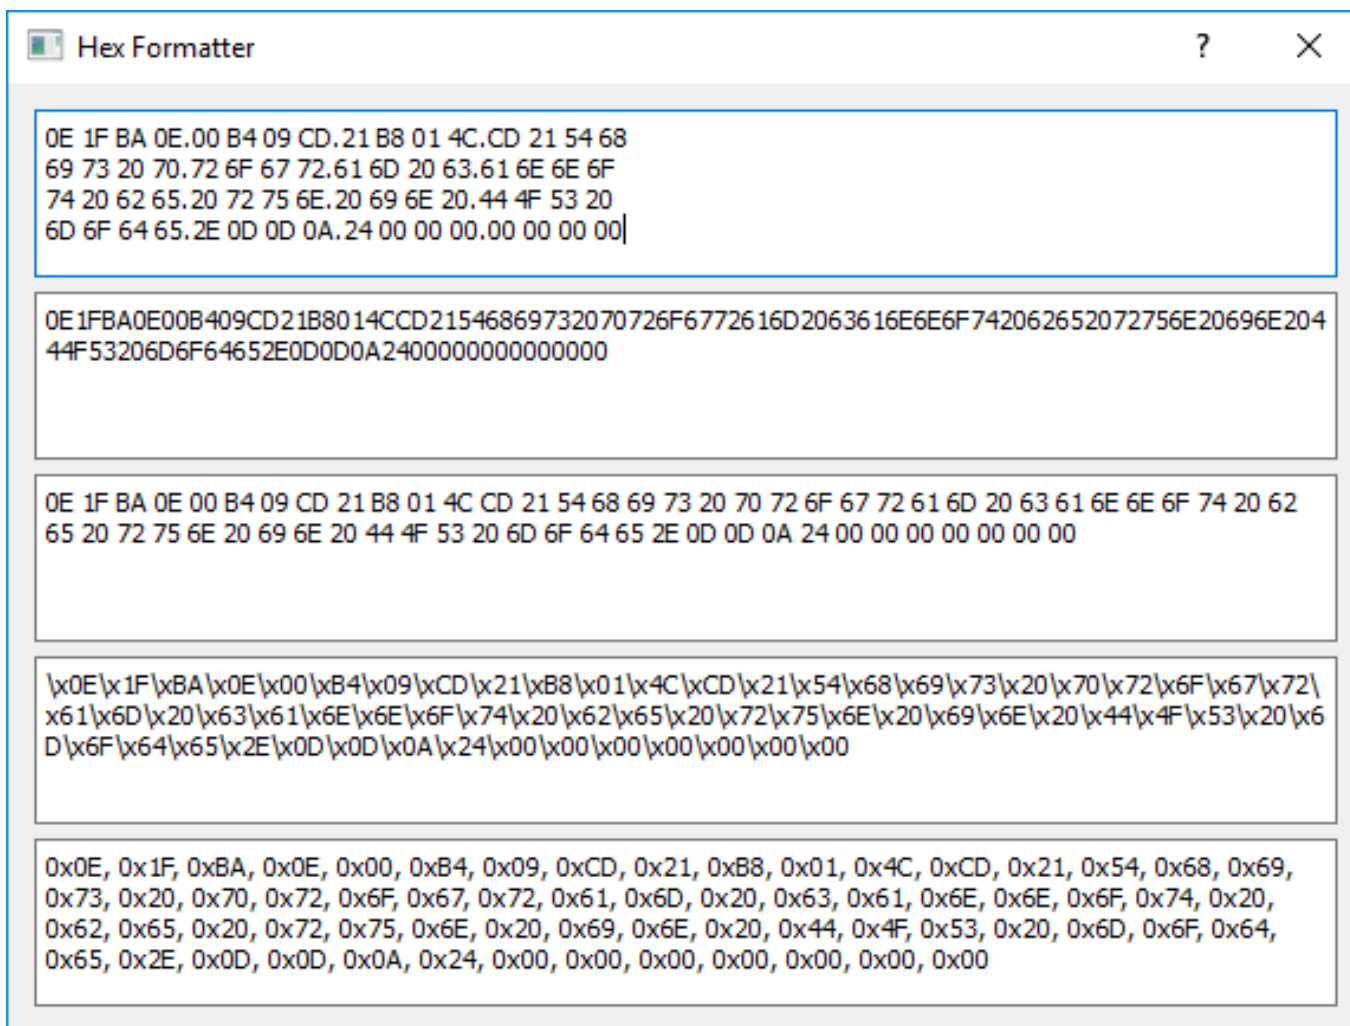 Hex Formatter
?
0E 1F BA 0E.00 B4 09 CD.21 B8 01 4C.CD 21 54 68
69 73 20 70.72 6F 67 72.61 6D 20 63.61 6E 6E 6F
74 20 62 65.20 72 75 6E.20 69 6E 20.44 4F 53 20
6D 6F 64 65.2E 0D 0D 0A.24 00 00 00.00 00 00 00
0E1FBA0E00B409CD21B8014CCD21546869732070726F6772616D2063616E6E6F742062652072756E20696E204
44F53206D6F64652E0D0D0A2400000000000000
0E 1F BA 0E 00 B4 09 CD 21 B8 01 4C CD 21 54 68 69 73 20 70 72 6F 67 72 61 6D 20 63 61 6E 6E 6F 74 20 62
65 20 72 75 6E 20 69 6E 20 44 4F 53 20 6D 6F 64 65 2E 0D 0D 0A 24 00 00 00 00 00 00 00
\x0E\x1F\xBA\x0E\x00\xB4\x09\xCD\x21\xB8\x01\x4C\xCD\x21\x54\x68\x69\x73\x20\x70\x72\x6F\x67\x72\
x61\x6D\x20\x63\x61\x6E\x6E\x6F\x74\x20\x62\x65\x20\x72\x75\x6E\x20\x69\x6E\x20\x44\x4F\x53\x20\x6
D\x6F\x64\x65\x2E\x0D\x0D\x0A\x24\x00\x00\x00\x00\x00\x00\x00
0x0E, 0x1F, 0xBA, 0x0E, 0x00, 0xB4, 0x09, 0xCD, 0x21, 0xB8, 0x01, 0x4C, 0xCD, 0x21, 0x54, 0x68, 0x69,
0x73, 0x20, 0x70, 0x72, 0x6F, 0x67, 0x72, 0x61, 0x6D, 0x20, 0x63, 0x61, 0x6E, 0x6E, 0x6F, 0x74, 0x20,
0x62, 0x65, 0x20, 0x72, 0x75, 0x6E, 0x20, 0x69, 0x6E, 0x20, 0x44, 0x4F, 0x53, 0x20, 0x6D, 0x6F, 0x64,
0x65, 0x2E, 0x0D, 0x0D, 0x0A, 0x24, 0x00, 0x00, 0x00, 0x00, 0x00, 0x00, 0x00